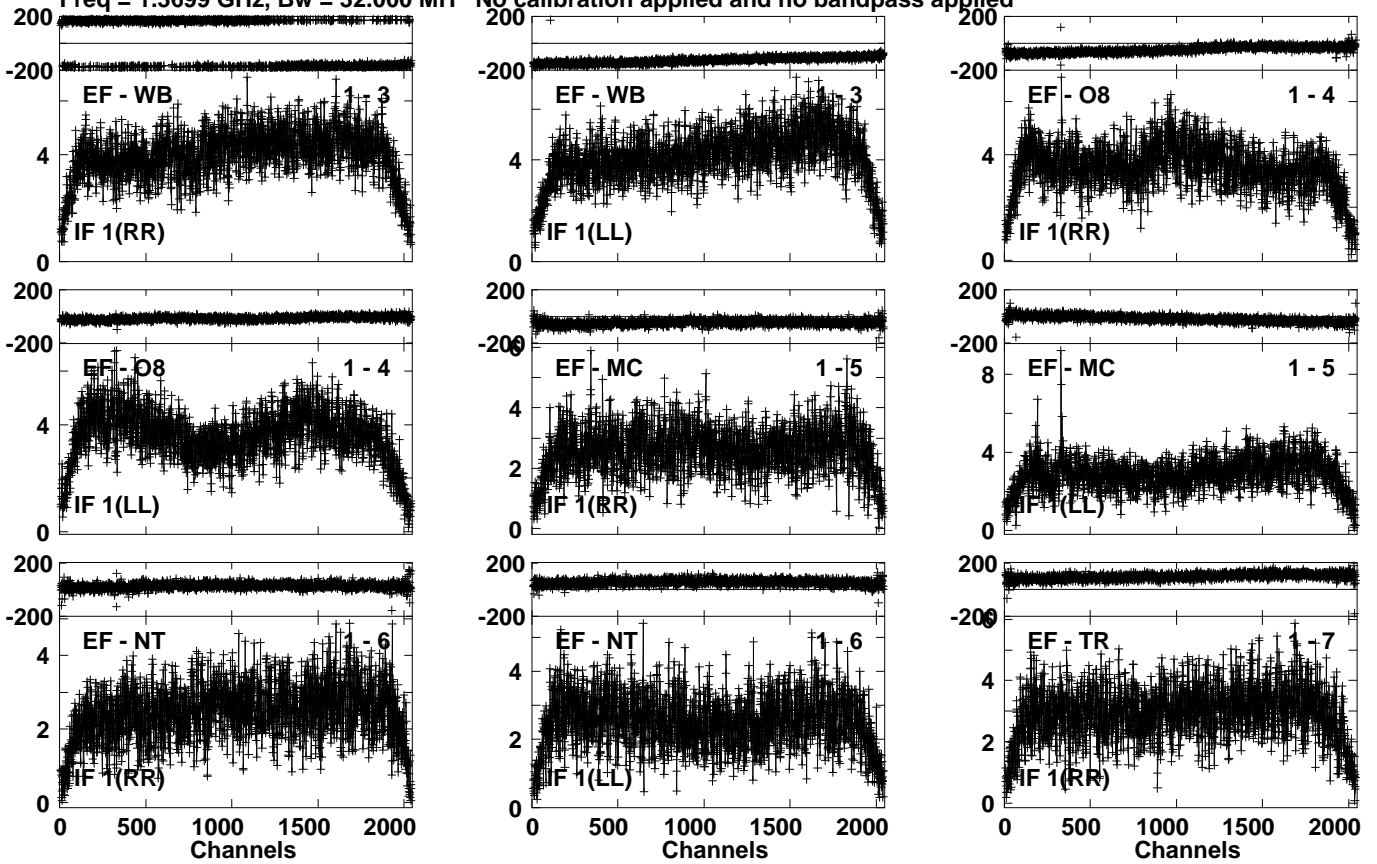 Freq = 1.3699 GHz, Bw = 32.000 MH No calibration applied and no bandpass applied
200 200 200
-200 -200 -200
EF - WB 1 - 3 EF - WB 1 - 3 EF - O8 1 - 4
4 4 4
IF 1(RR) IF 1(LL) IF 1(RR)
0 0 0
200 200 200
-200 -200 -200
6
EF - O8 1 - 4 EF - MC 1 - 5 EF - MC 1 - 5
8
4 4 4
2
IF 1(LL) IF 1(RR) IF 1(LL)
0 0 0
200 200 200
-200 -200 -200
6
EF - NT 1 - 6 EF - NT 1 - 6 EF - TR 1 - 7
4 4 4
2 2 2
IF 1(RR) IF 1(LL) IF 1(RR)
0 0 0
0 500 1000 1500 2000 0 500 1000 1500 2000 0 500 1000 1500 2000
Channels Channels Channels